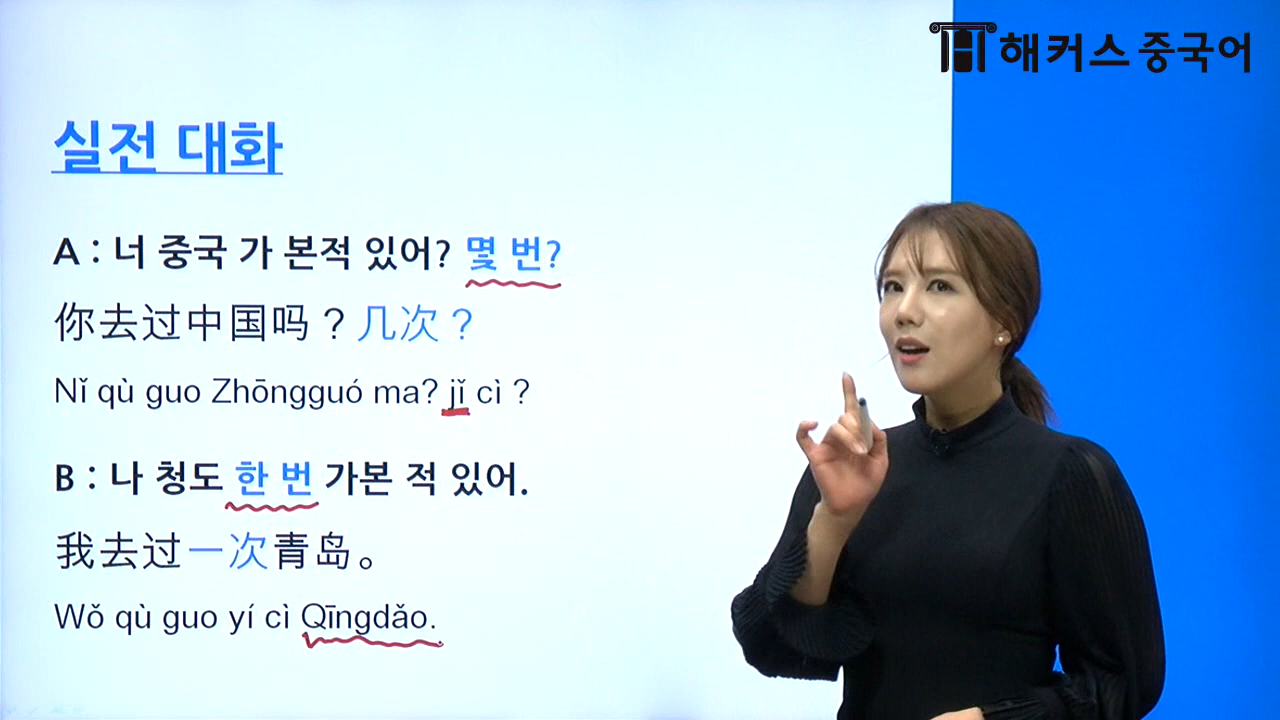 해커스 중국어
실전 대화
A : 너 중국 가 본적 있어? 몇 번?
你去过中国吗？几次？
Nǐ qù guo Zhōngguó ma? jǐ cì ?
B : 나 청도 한 번 가본 적 있어.
我去过一次青岛。
Wǒ qù guo yí cì Qīngdǎo.